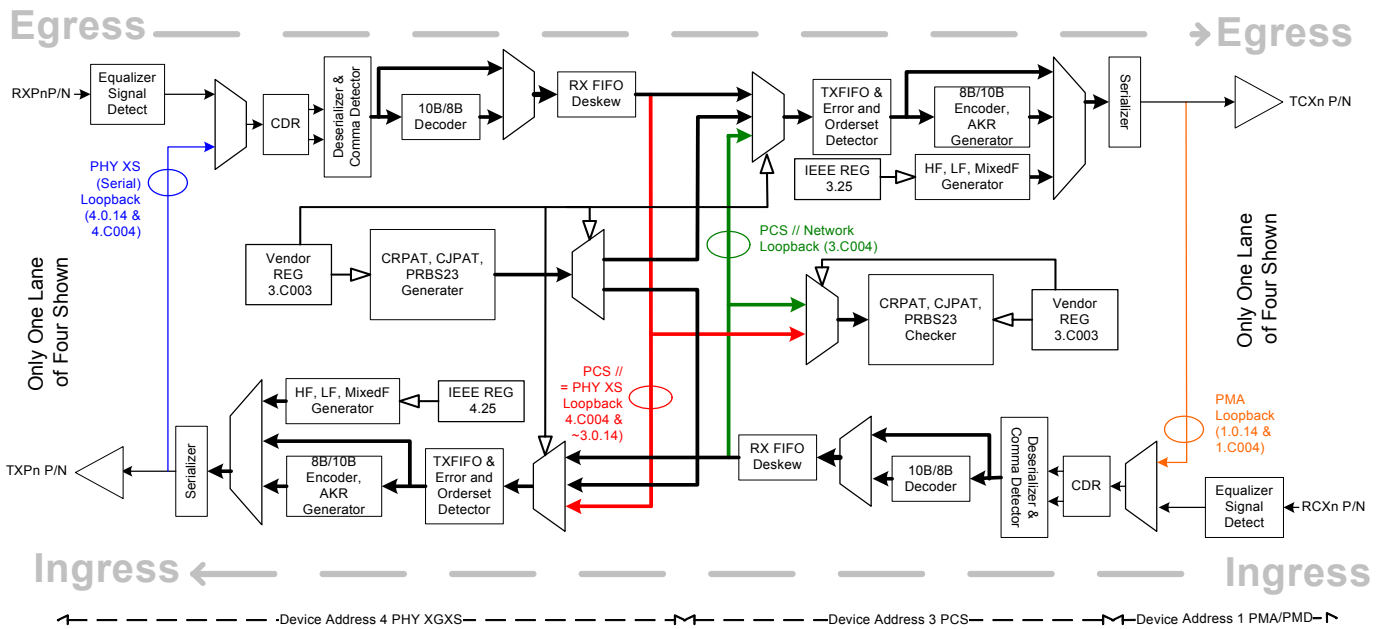 Egress
Egress
RXPnP/N
Equalizer
Signal
Detect
CDR
Deserializer &
Comma Detector
10B/8B
Decoder
RX FIFO
Deskew
TXFIFO &
Error and
Orderset
Detector
8B/10B
Encoder,
AKR
Generator
Serializer
TCXn P/N
IEEE REG
3.25
HF, LF, MixedF
Generator
PHY XS
(Serial)
Loopback
(4.0.14 &
4.C004)
Vendor
REG
3.C003
CRPAT, CJPAT,
PRBS23
Generater
PCS // Network
Loopback (3.C004)
CRPAT, CJPAT,
PRBS23
Checker
Vendor
REG
3.C003
Only One Lane
of Four Shown
Only One Lane
of Four Shown
HF, LF, MixedF
Generator
IEEE REG
4.25
PCS //
= PHY XS
Loopback
4.C004 &
~3.0.14)
PMA
Loopback
(1.0.14 &
1.C004)
TXPn P/N
Serializer
8B/10B
Encoder,
AKR
Generator
TXFIFO &
Error and
Orderset
Detector
RX FIFO
Deskew
10B/8B
Decoder
Deserializer &
Comma Detector
CDR
Equalizer
Signal
Detect
RCXn P/N
Ingress
Ingress
Device Address 4 PHY XGXS
Device Address 3 PCS
Device Address 1 PMA/PMD